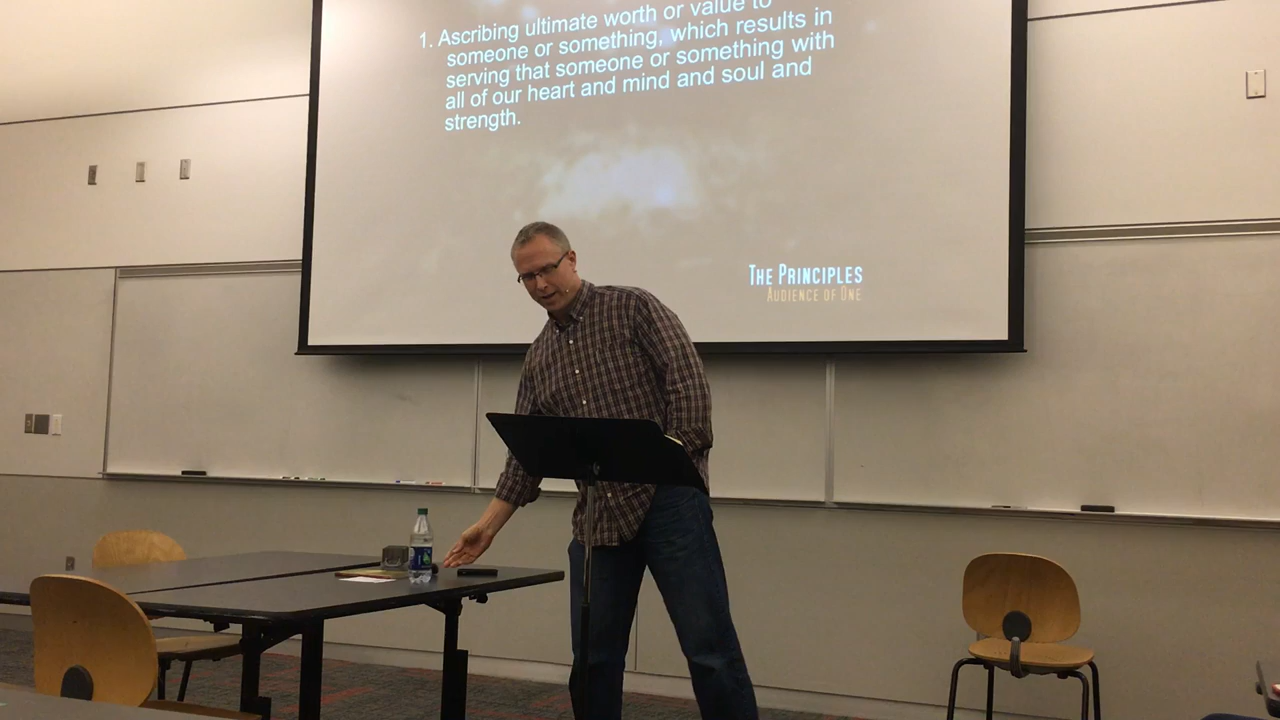 1. Ascribing ultimate worth or value to
someone or something, which results in
serving that someone or something with
all of our heart and mind and soul and
strength.
The Principles
Audience of One